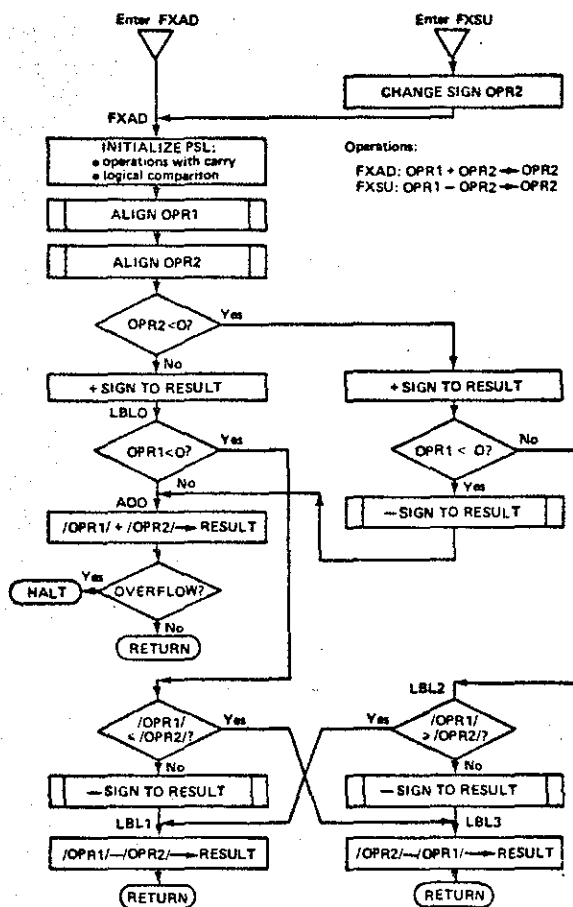 Enter FXAD
Enter FXSU
CHANGE SIGN OPR2
FXAD
INITIALIZE PSL:
• operations with carry
• logical comparison
Operations:
FXAD: OPR1 + OPR2 → OPR2
FXSU: OPR1 − OPR2 → OPR2
ALIGN OPR1
ALIGN OPR2
OPR2<0?
Yes
No
+ SIGN TO RESULT
+ SIGN TO RESULT
LBL0
OPR1<0?
Yes
OPR1 < 0?
No
No
Yes
ADD
− SIGN TO RESULT
/OPR1/ + /OPR2/ → RESULT
Yes
HALT
OVERFLOW?
No
RETURN
LBL2
/OPR1/
≤ /OPR2/?
Yes
Yes
/OPR1/
> /OPR2/?
No
No
− SIGN TO RESULT
− SIGN TO RESULT
LBL1
LBL3
/OPR1/−/OPR2/ → RESULT
/OPR2/−/OPR1/ → RESULT
RETURN
RETURN